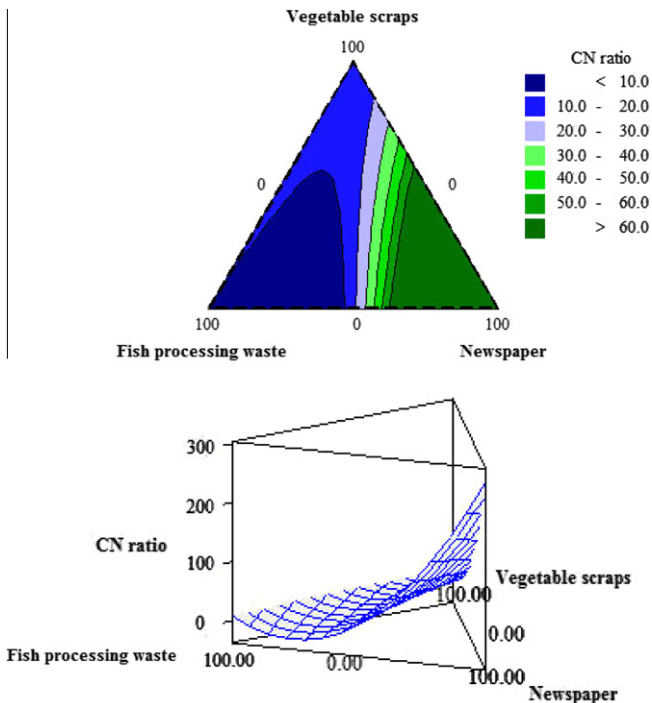 Vegetable scraps
100
CN ratio
< 10.0
10.0 - 20.0
20.0 - 30.0
30.0 - 40.0
40.0 - 50.0
50.0 - 60.0
> 60.0
0 0
100 0 100
Fish processing waste Newspaper
300
200
CN ratio
100
0
Vegetable scraps
100.00
0.00
Fish processing waste 100.00 0.00 100.00
Newspaper